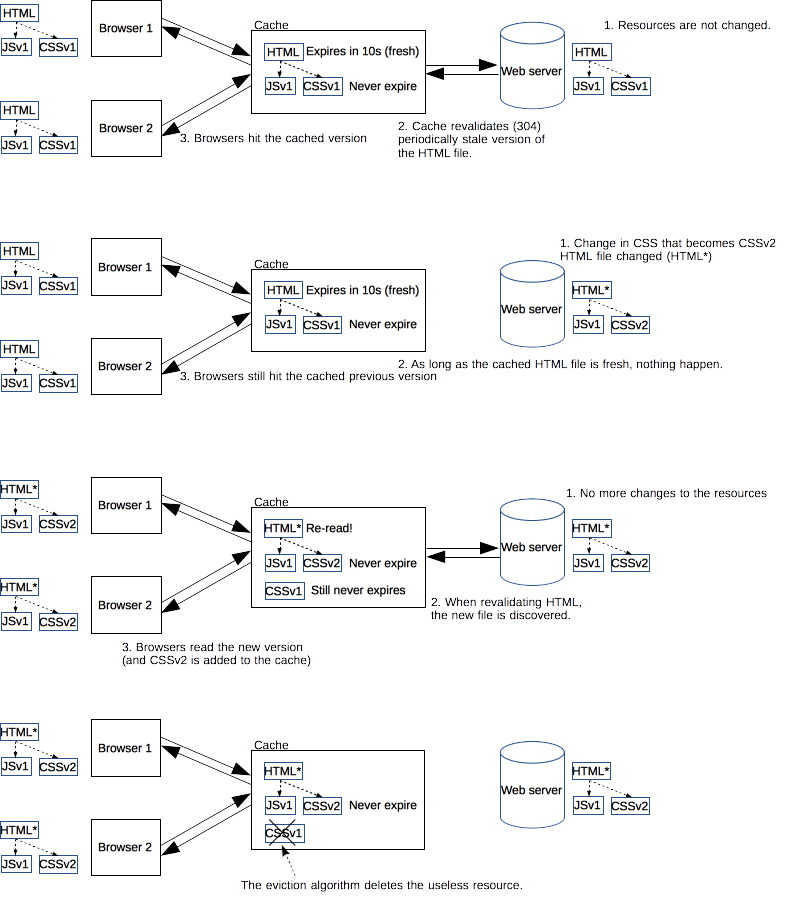 HTML
JSv1 CSSv1
Browser 1
Cache
HTML Expires in 10s (fresh)
JSv1 CSSv1 Never expire
Web server
1. Resources are not changed.
HTML
JSv1 CSSv1
HTML
JSv1 CSSv1
Browser 2
3. Browsers hit the cached version
2. Cache revalidates (304)
periodically stale version of
the HTML file.
HTML
JSv1 CSSv1
Browser 1
Cache
HTML Expires in 10s (fresh)
JSv1 CSSv1 Never expire
1. Change in CSS that becomes CSSv2
HTML file changed (HTML*)
Web server
HTML*
JSv1 CSSv2
HTML
JSv1 CSSv1
Browser 2
2. As long as the cached HTML file is fresh, nothing happen.
3. Browsers still hit the cached previous version
HTML*
JSv1 CSSv2
Browser 1
Cache
HTML* Re-read!
JSv1 CSSv2 Never expire
CSSv1 Still never expires
1. No more changes to the resources
Web server
HTML*
JSv1 CSSv2
HTML*
JSv1 CSSv2
Browser 2
2. When revalidating HTML,
the new file is discovered.
3. Browsers read the new version
(and CSSv2 is added to the cache)
HTML*
JSv1 CSSv2
Browser 1
Cache
HTML*
JSv1 CSSv2 Never expire
CSSv1
Web server
HTML*
JSv1 CSSv2
HTML*
JSv1 CSSv2
Browser 2
The eviction algorithm deletes the useless resource.